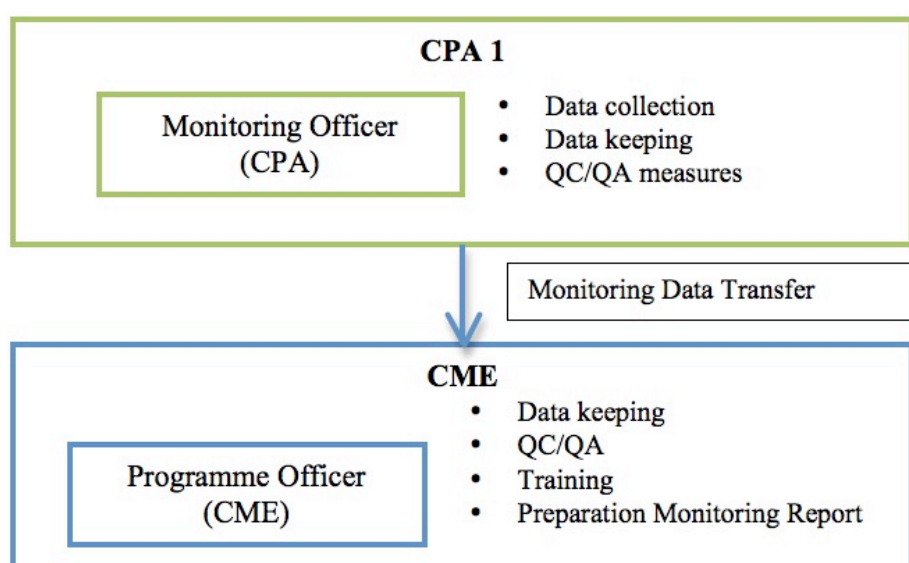 CPA 1
Monitoring Officer
(CPA)
• Data collection
• Data keeping
• QC/QA measures
Monitoring Data Transfer
CME
Programme Officer
(CME)
• Data keeping
• QC/QA
• Training
• Preparation Monitoring Report